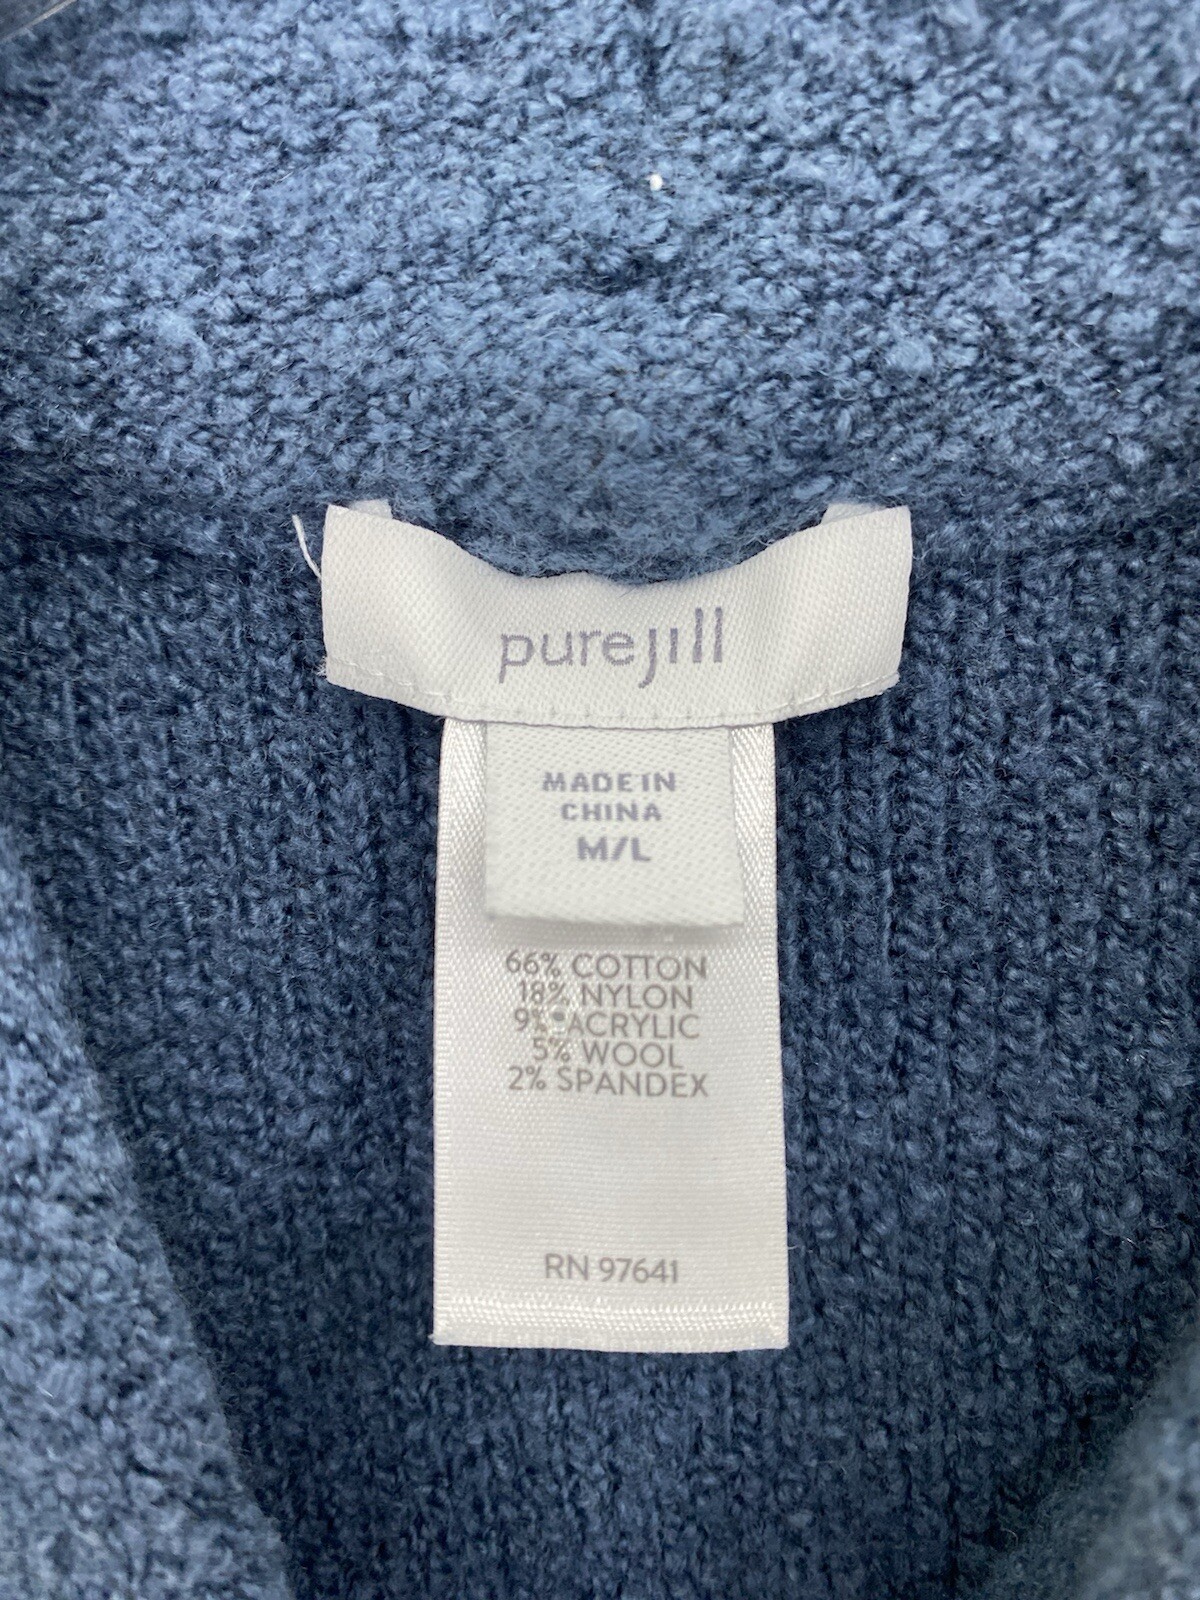 purejill
MADE IN
CHINA
M/L
66% COTTON
18% NYLON
9% ACRYLIC
5% WOOL
2% SPANDEX
RN 97641